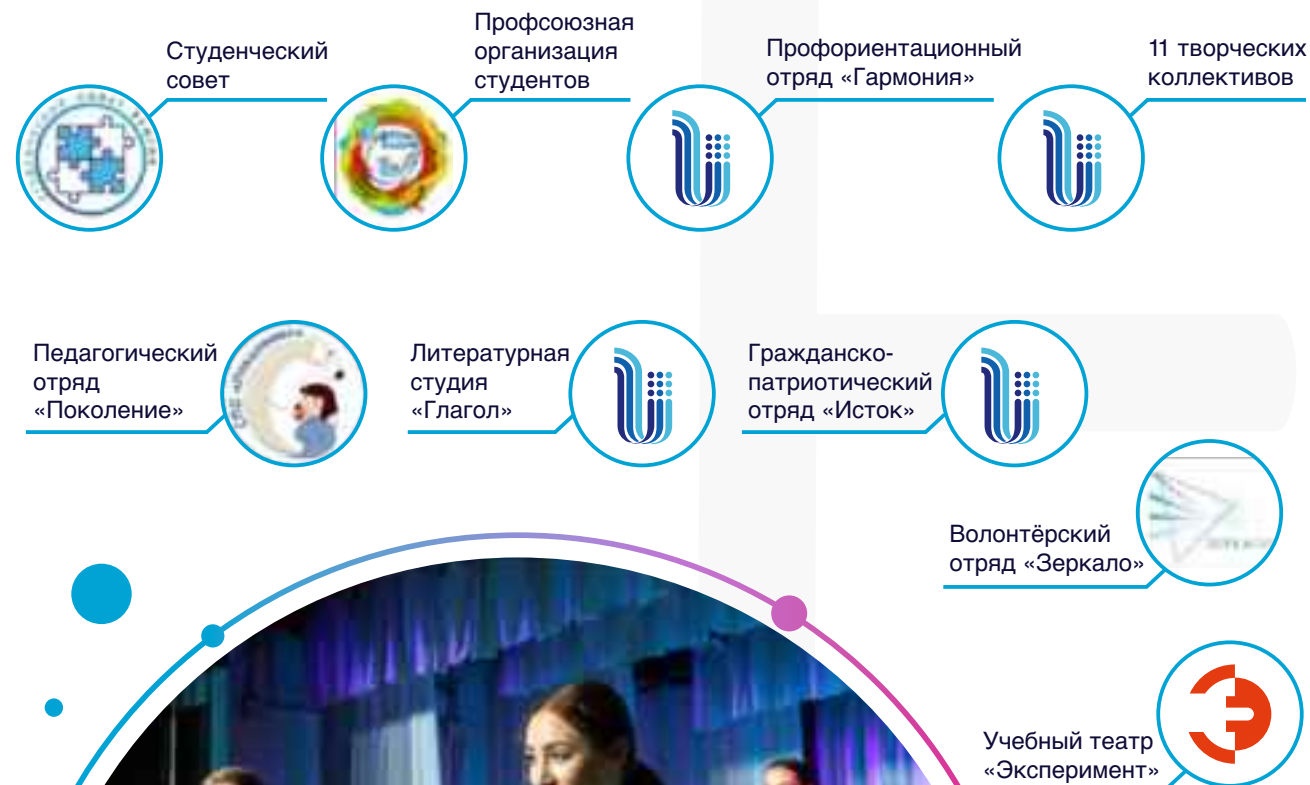 Студенческий
совет
Профсоюзная
организация
студентов
Профориентационный
отряд «Гармония»
11 творческих
коллективов
Педагогический
отряд
«Поколение»
Литературная
студия
«Глагол»
Гражданско-
патриотический
отряд «Исток»
Волонтёрский
отряд «Зеркало»
Учебный театр
«Эксперимент»